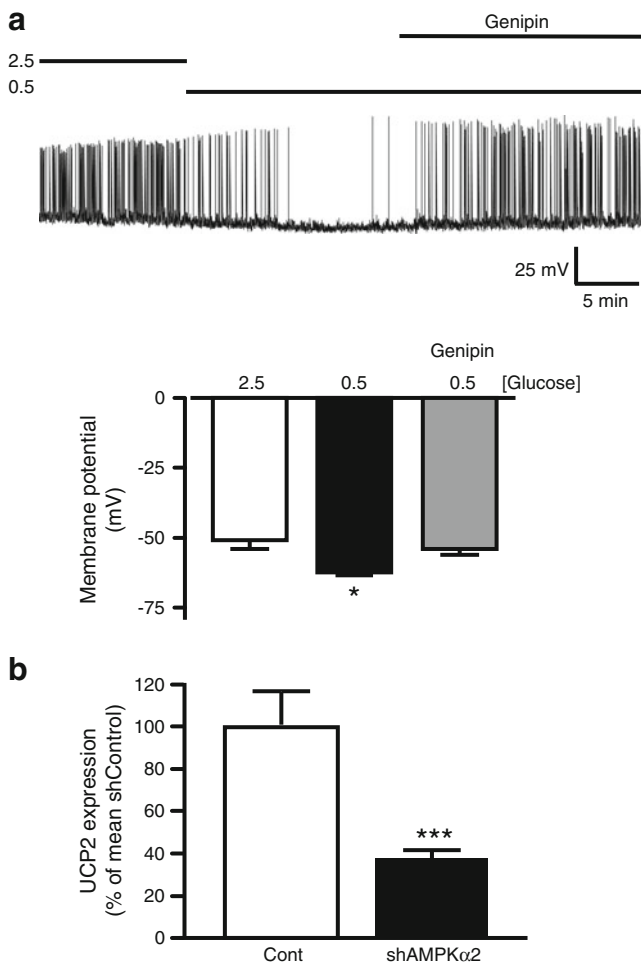 a
Genipin
2.5
0.5
25 mV
5 min
Genipin
2.5 0.5 0.5 [Glucose]
0
-25
-50
-75
Membrane potential
(mV)
*
b
120
100
80
60
40
20
0
UCP2 expression
(% of mean shControl)
***
Cont shAMPKα2